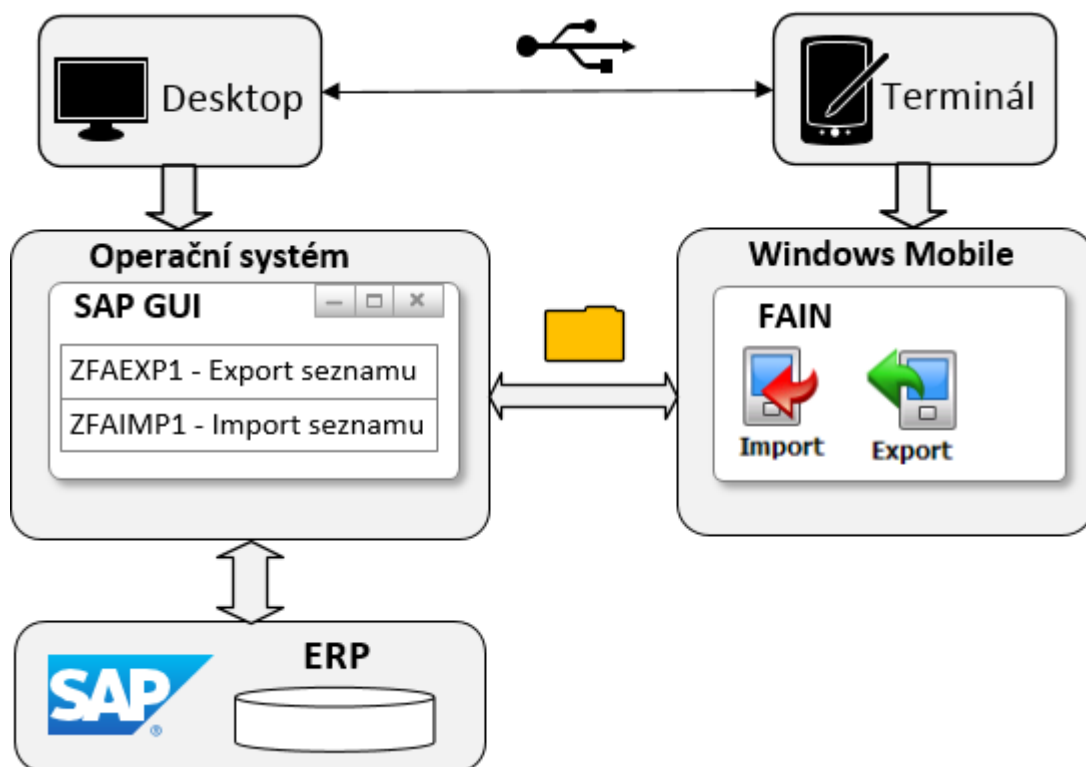 Desktop
Terminál
Operační systém
SAP GUI
ZFAEXP1 - Export seznamu
ZFAIMP1 - Import seznamu
Windows Mobile
FAIN
Import
Export
SAP
®
ERP